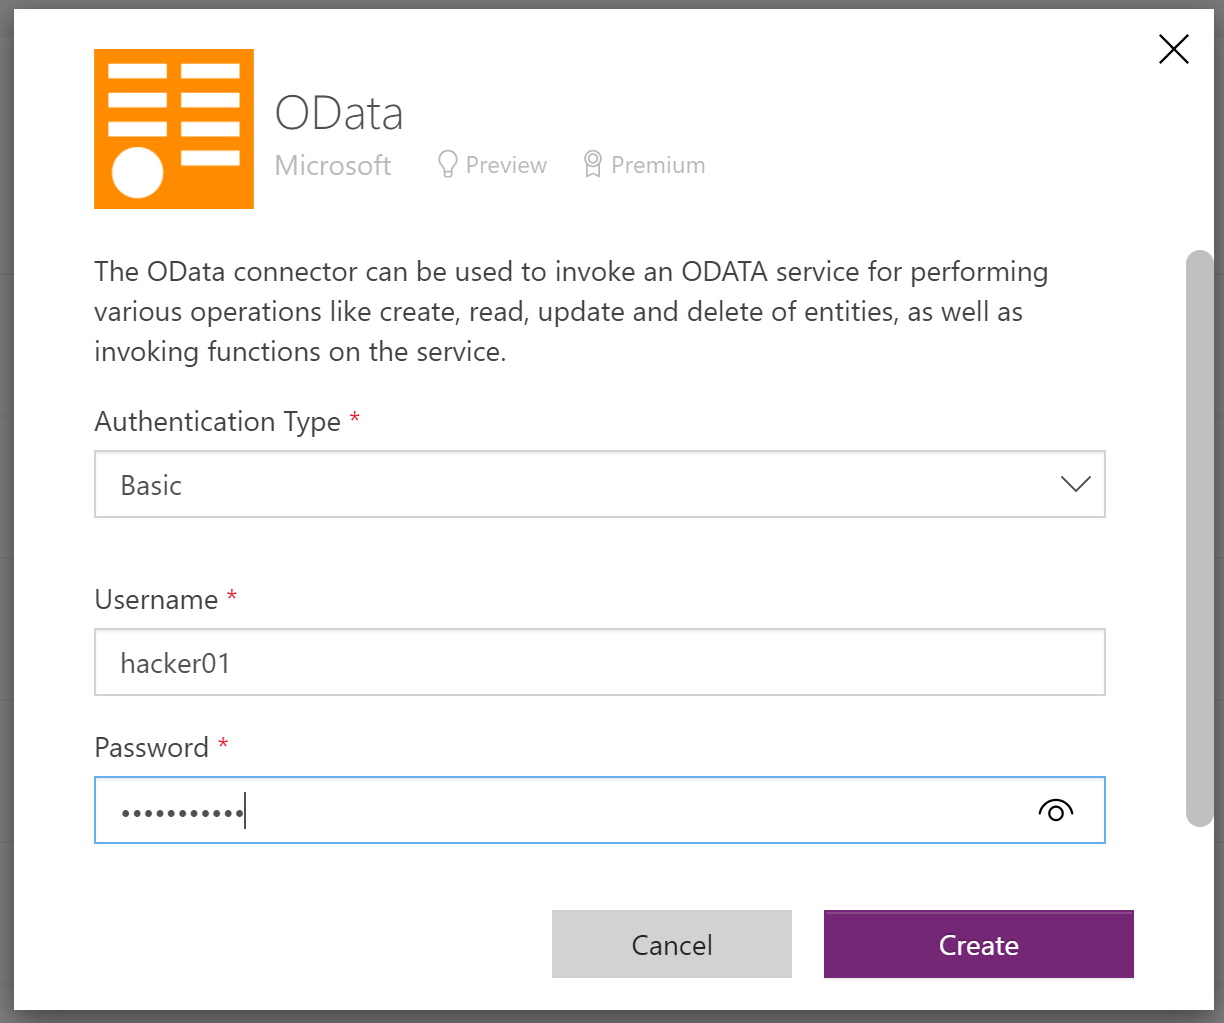 OData
Microsoft Preview Premium
The OData connector can be used to invoke an ODATA service for performing
various operations like create, read, update and delete of entities, as well as
invoking functions on the service.
Authentication Type *
Basic
Username *
hacker01
Password *
•••••••••••
Cancel Create